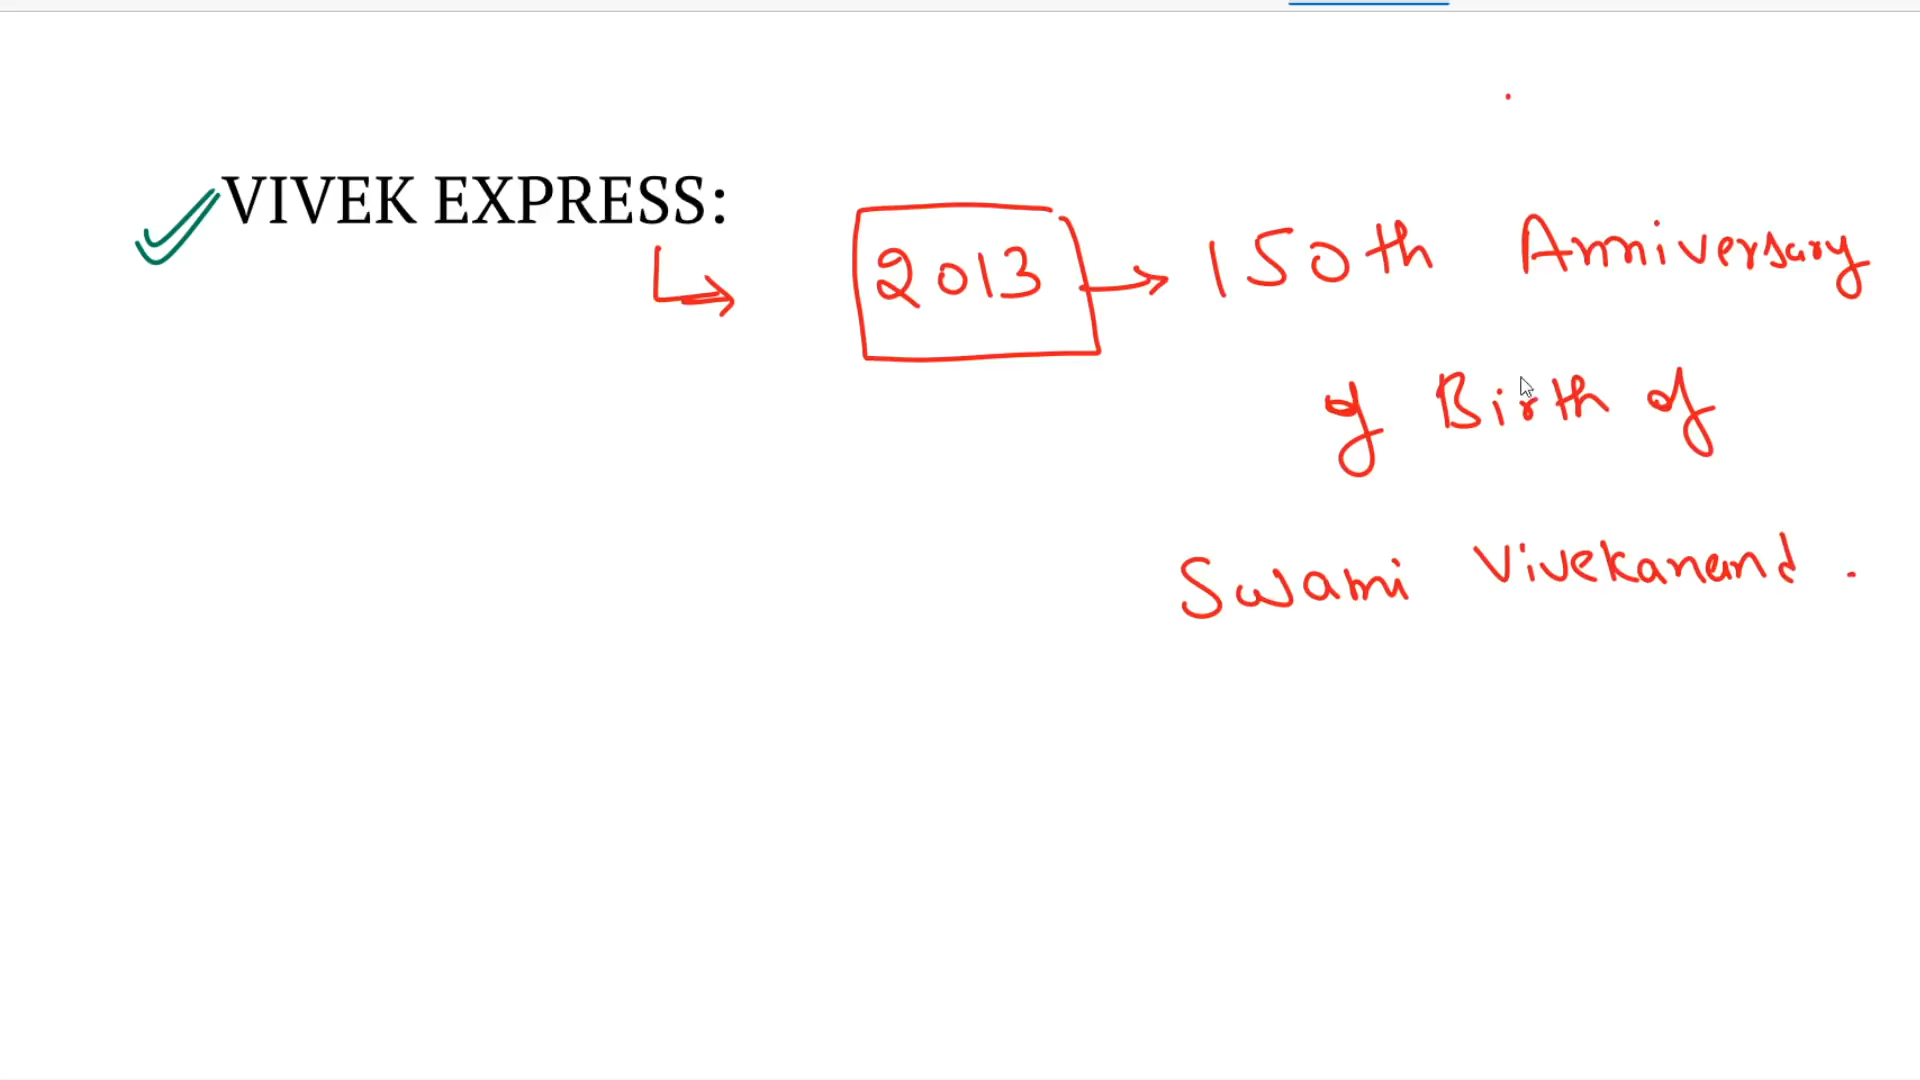 VIVEK EXPRESS:
2013 → 150th Anniversary
of Birth of
Swami Vivekanand.